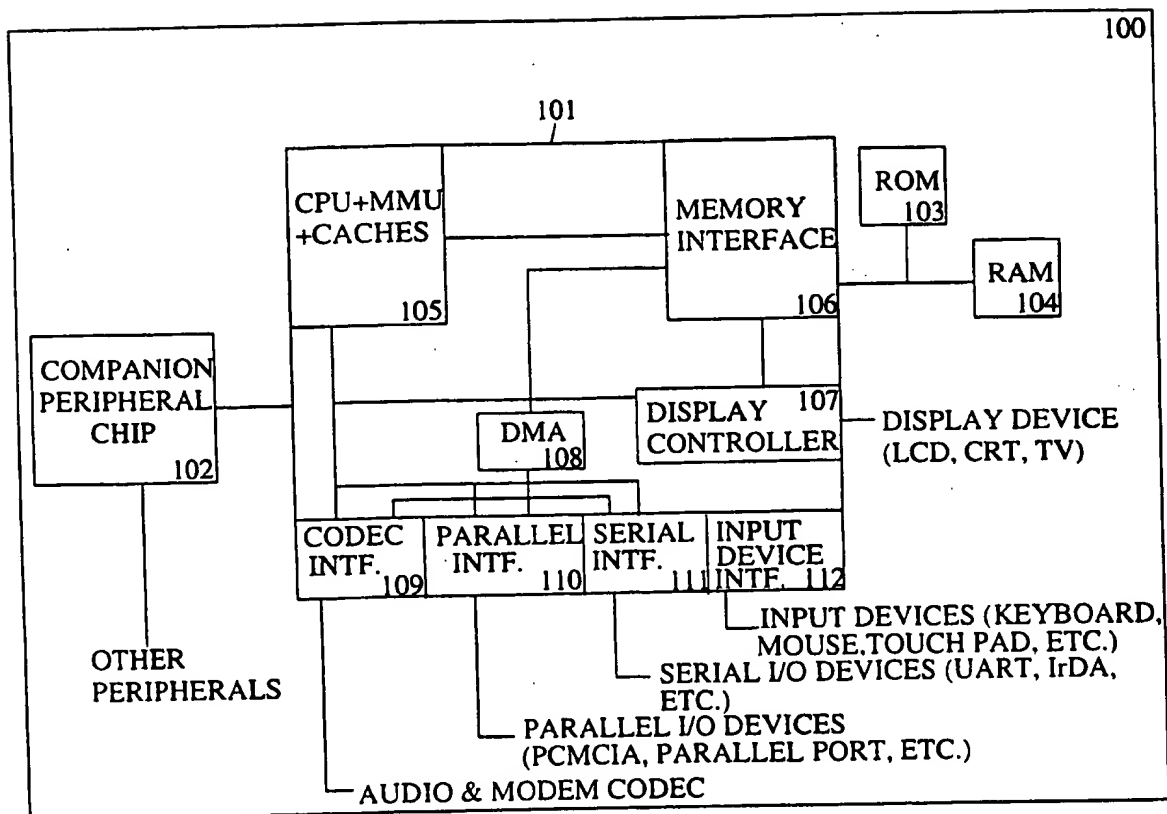 100
101
CPU+MMU
+CACHES
105
MEMORY
INTERFACE
106
ROM
103
RAM
104
COMPANION
PERIPHERAL
CHIP
102
DMA
108
107
DISPLAY
CONTROLLER
DISPLAY DEVICE
(LCD, CRT, TV)
CODEC
INTF.
109
PARALLEL
INTF.
110
SERIAL
INTF.
111
INPUT
DEVICE
INTF. 112
OTHER
PERIPHERALS
INPUT DEVICES (KEYBOARD,
MOUSE,TOUCH PAD, ETC.)
SERIAL I/O DEVICES (UART, IrDA,
ETC.)
PARALLEL I/O DEVICES
(PCMCIA, PARALLEL PORT, ETC.)
AUDIO & MODEM CODEC